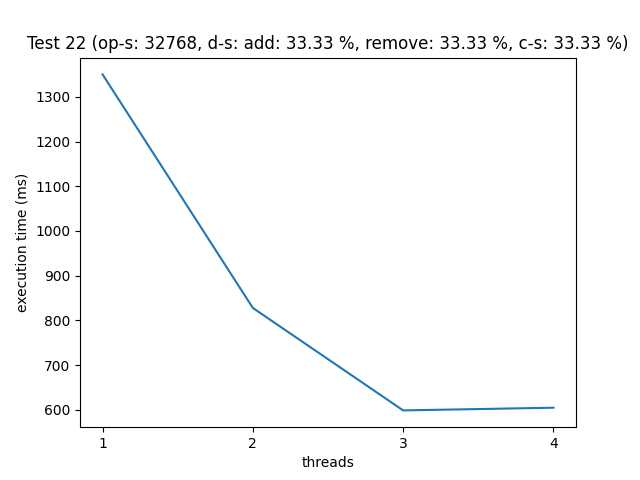 Test 22 (op-s: 32768, d-s: add: 33.33 %, remove: 33.33 %, c-s: 33.33 %)
execution time (ms)
1300
1200
1100
1000
900
800
700
600
1 2 3 4
threads